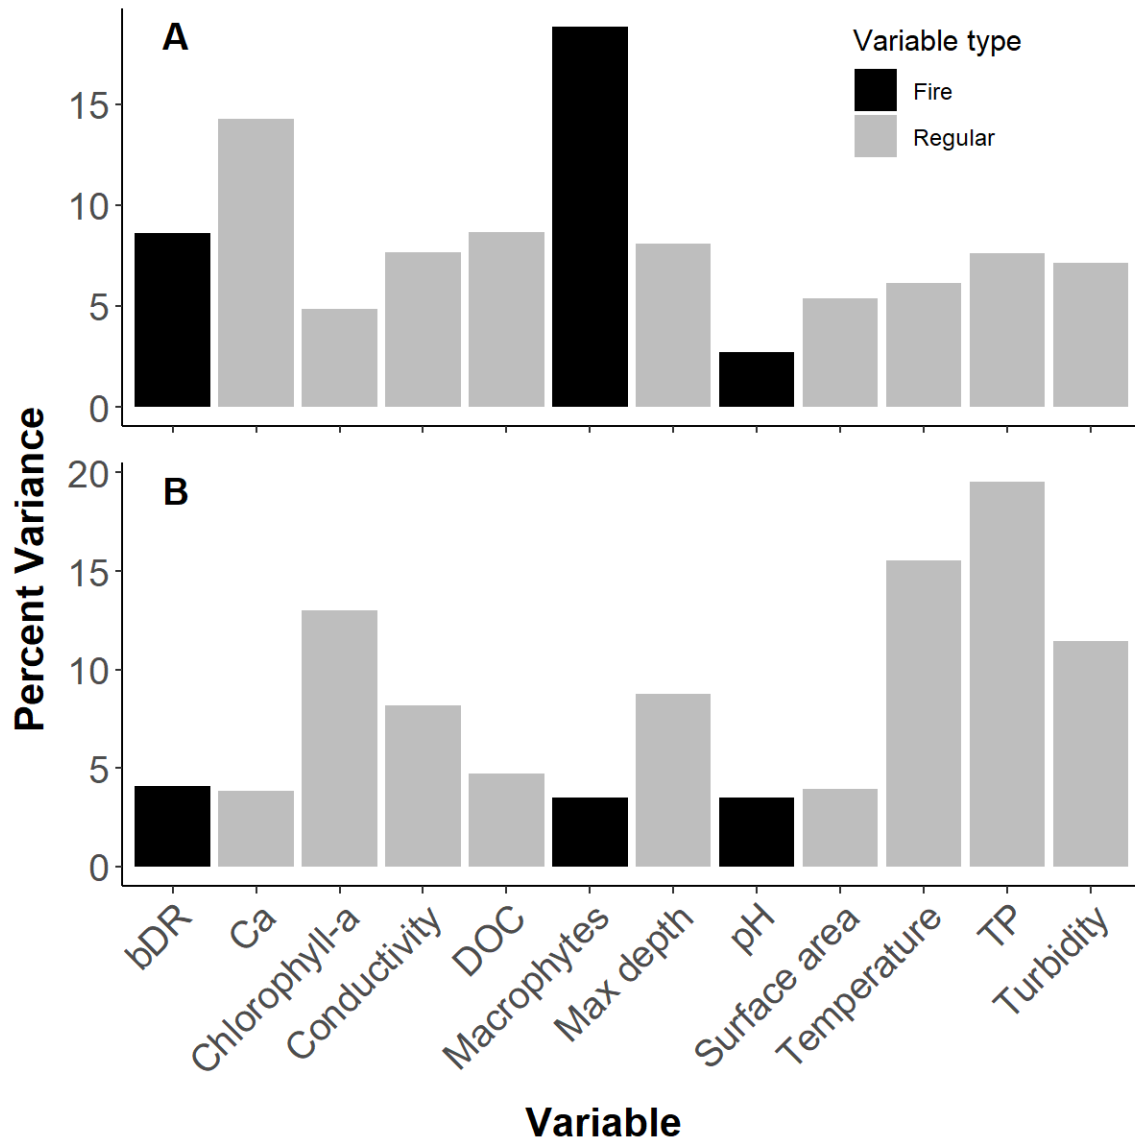 A
Variable type
Fire
Regular
15
10
5
0
Percent Variance
B
20
15
10
5
0
bDR
Ca
Chlorophyll-a
Conductivity
DOC
Macrophytes
Max depth
pH
Surface area
Temperature
TP
Turbidity
Variable